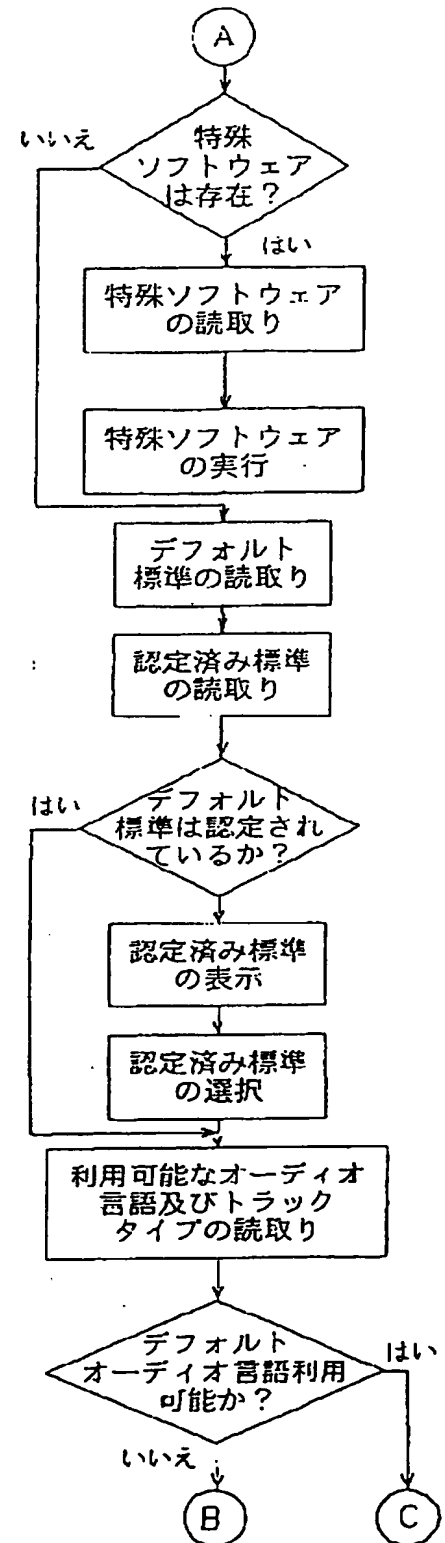 A
いいえ
特殊
ソフトウェア
は存在?
はい
特殊ソフトウェア
の読取り
特殊ソフトウェア
の実行
デフォルト
標準の読取り
認定済み標準
の読取り
はい
デフォルト
標準は認定され
ているか?
認定済み標準
の表示
認定済み標準
の選択
利用可能なオーディオ
言語及びトラック
タイプの読取り
デフォルト
オーディオ言語利用
可能か?
はい
いいえ
B
C